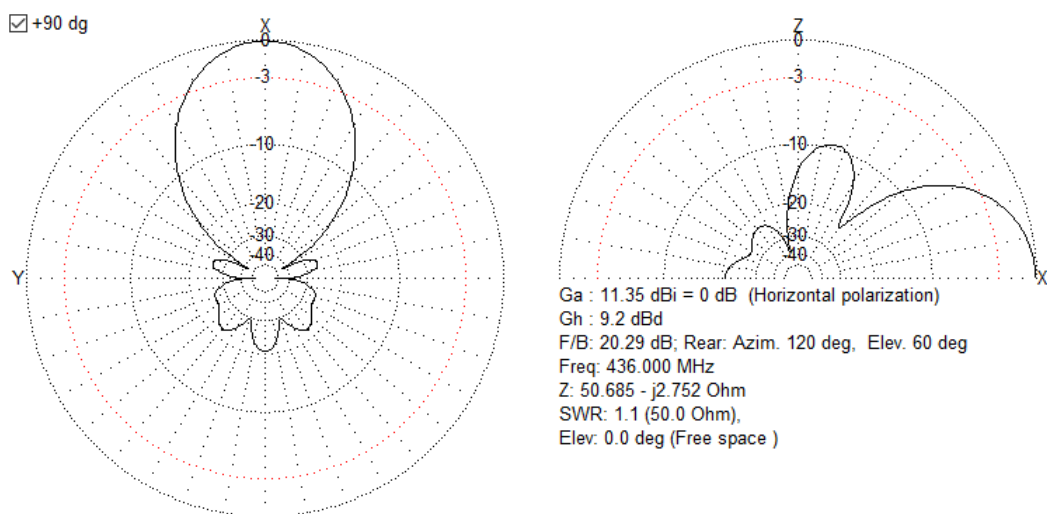 +90 dg
X
0
-3
-10
-20
-30
-40
Y
Z
0
-3
-10
-20
-30
-40
X
Ga : 11.35 dBi = 0 dB (Horizontal polarization)
Gh : 9.2 dBd
F/B: 20.29 dB; Rear: Azim. 120 deg, Elev. 60 deg
Freq: 436.000 MHz
Z: 50.685 - j2.752 Ohm
SWR: 1.1 (50.0 Ohm),
Elev: 0.0 deg (Free space )